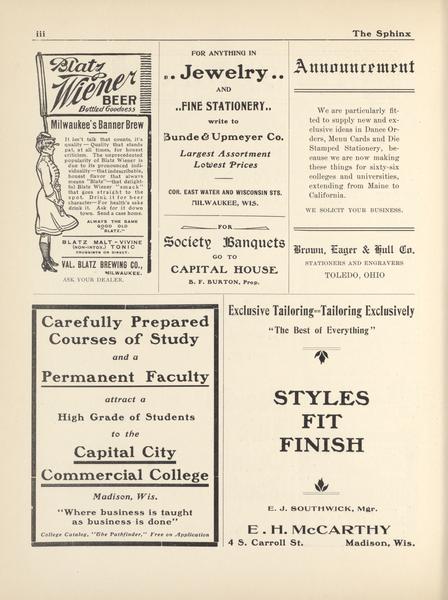 iii
The Sphinx
Blatz
Wiener
BEER
Bottled Goodness
Milwaukee's Banner Brew
It isn't talk that counts, it's
quality—Quality that stands
pat, at all times, for honest
criticism. The unprecedented
popularity of Blatz Wiener is
due to its pronounced indi-
viduality—that indescribable,
honest flavor that always
means "Blatz"—that delight-
ful Blatz Wiener "smack"
that goes straight to the
spot. Drink it for beer
character—For health's sake
drink it. Ask for it down
town. Send a case home.
ALWAYS THE SAME
GOOD OLD
"BLATZ."
BLATZ MALT-VIVINE
(NON-INTOX.) TONIC
DRUGGISTS OR DIRECT.
VAL. BLATZ BREWING CO.,
MILWAUKEE.
ASK YOUR DEALER.
FOR ANYTHING IN
..Jewelry..
AND
..FINE STATIONERY..
write to
Bunde & Upmeyer Co.
Largest Assortment
Lowest Prices
COR. EAST WATER AND WISCONSIN STS.
MILWAUKEE, WIS.
FOR
Society Banquets
GO TO
CAPITAL HOUSE
B. F. BURTON, Prop.
Announcement
We are particularly fit-
ted to supply new and ex-
clusive ideas in Dance Or-
ders, Menu Cards and Die
Stamped Stationery, be-
cause we are now making
these things for sixty-six
colleges and universities,
extending from Maine to
California.
WE SOLICT YOUR BUSINESS.
Brown, Eager & Hull Co.
STATIONERS AND ENGRAVERS
TOLEDO, OHIO
Carefully Prepared
Courses of Study
and a
Permanent Faculty
attract a
High Grade of Students
to the
Capital City
Commercial College
Madison, Wis.
"Where business is taught
as business is done"
College Catalog, "The Pathfinder," Free on Application
Exclusive Tailoring--Tailoring Exclusively
"The Best of Everything"
STYLES
FIT
FINISH
E. J. SOUTHWICK, Mgr.
E. H. McCARTHY
4 S. Carroll St. Madison, Wis.